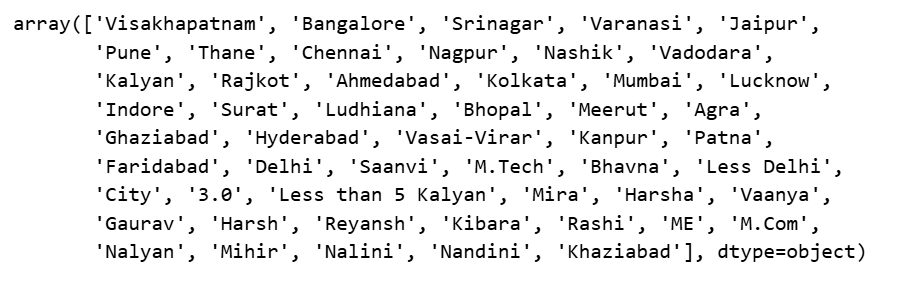 array(['Visakhapatnam', 'Bangalore', 'Srinagar', 'Varanasi', 'Jaipur',
'Pune', 'Thane', 'Chennai', 'Nagpur', 'Nashik', 'Vadodara',
'Kalyan', 'Rajkot', 'Ahmedabad', 'Kolkata', 'Mumbai', 'Lucknow',
'Indore', 'Surat', 'Ludhiana', 'Bhopal', 'Meerut', 'Agra',
'Ghaziabad', 'Hyderabad', 'Vasai-Virar', 'Kanpur', 'Patna',
'Faridabad', 'Delhi', 'Saanvi', 'M.Tech', 'Bhavna', 'Less Delhi',
'City', '3.0', 'Less than 5 Kalyan', 'Mira', 'Harsha', 'Vaanya',
'Gaurav', 'Harsh', 'Reyansh', 'Kibara', 'Rashi', 'ME', 'M.Com',
'Nalyan', 'Mihir', 'Nalini', 'Nandini', 'Khaziabad'], dtype=object)